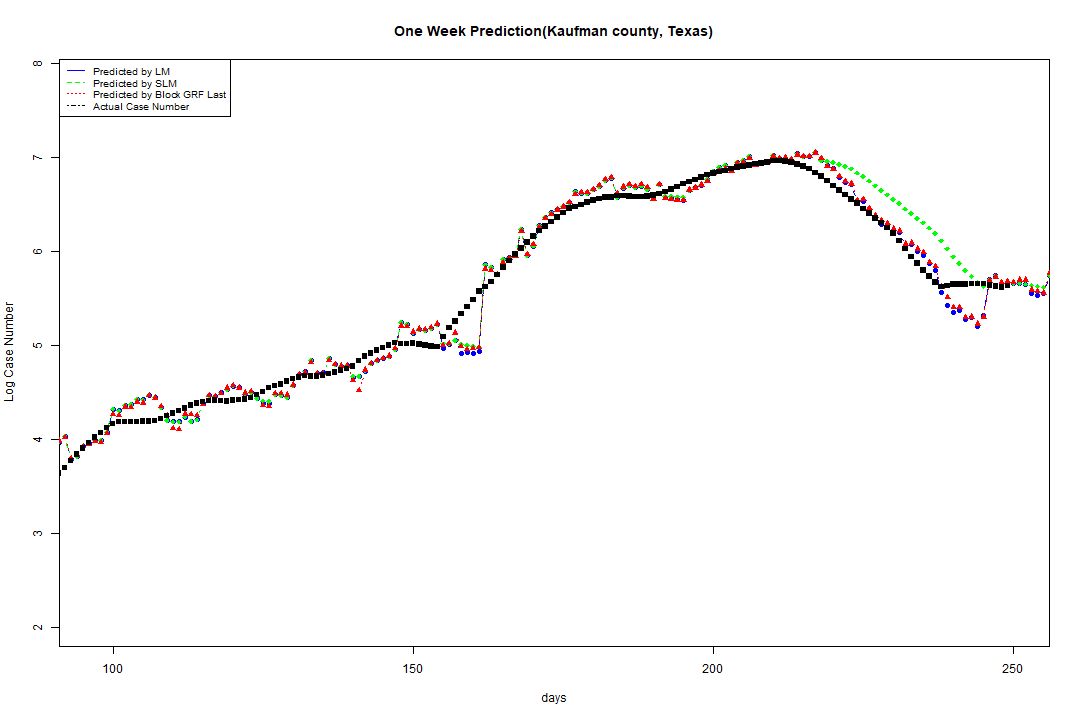 One Week Prediction(Kaufman county, Texas)
Predicted by LM
Predicted by SLM
Predicted by Block GRF Last
Actual Case Number
8
7
6
5
4
3
2
Log Case Number
100 150 200 250
days